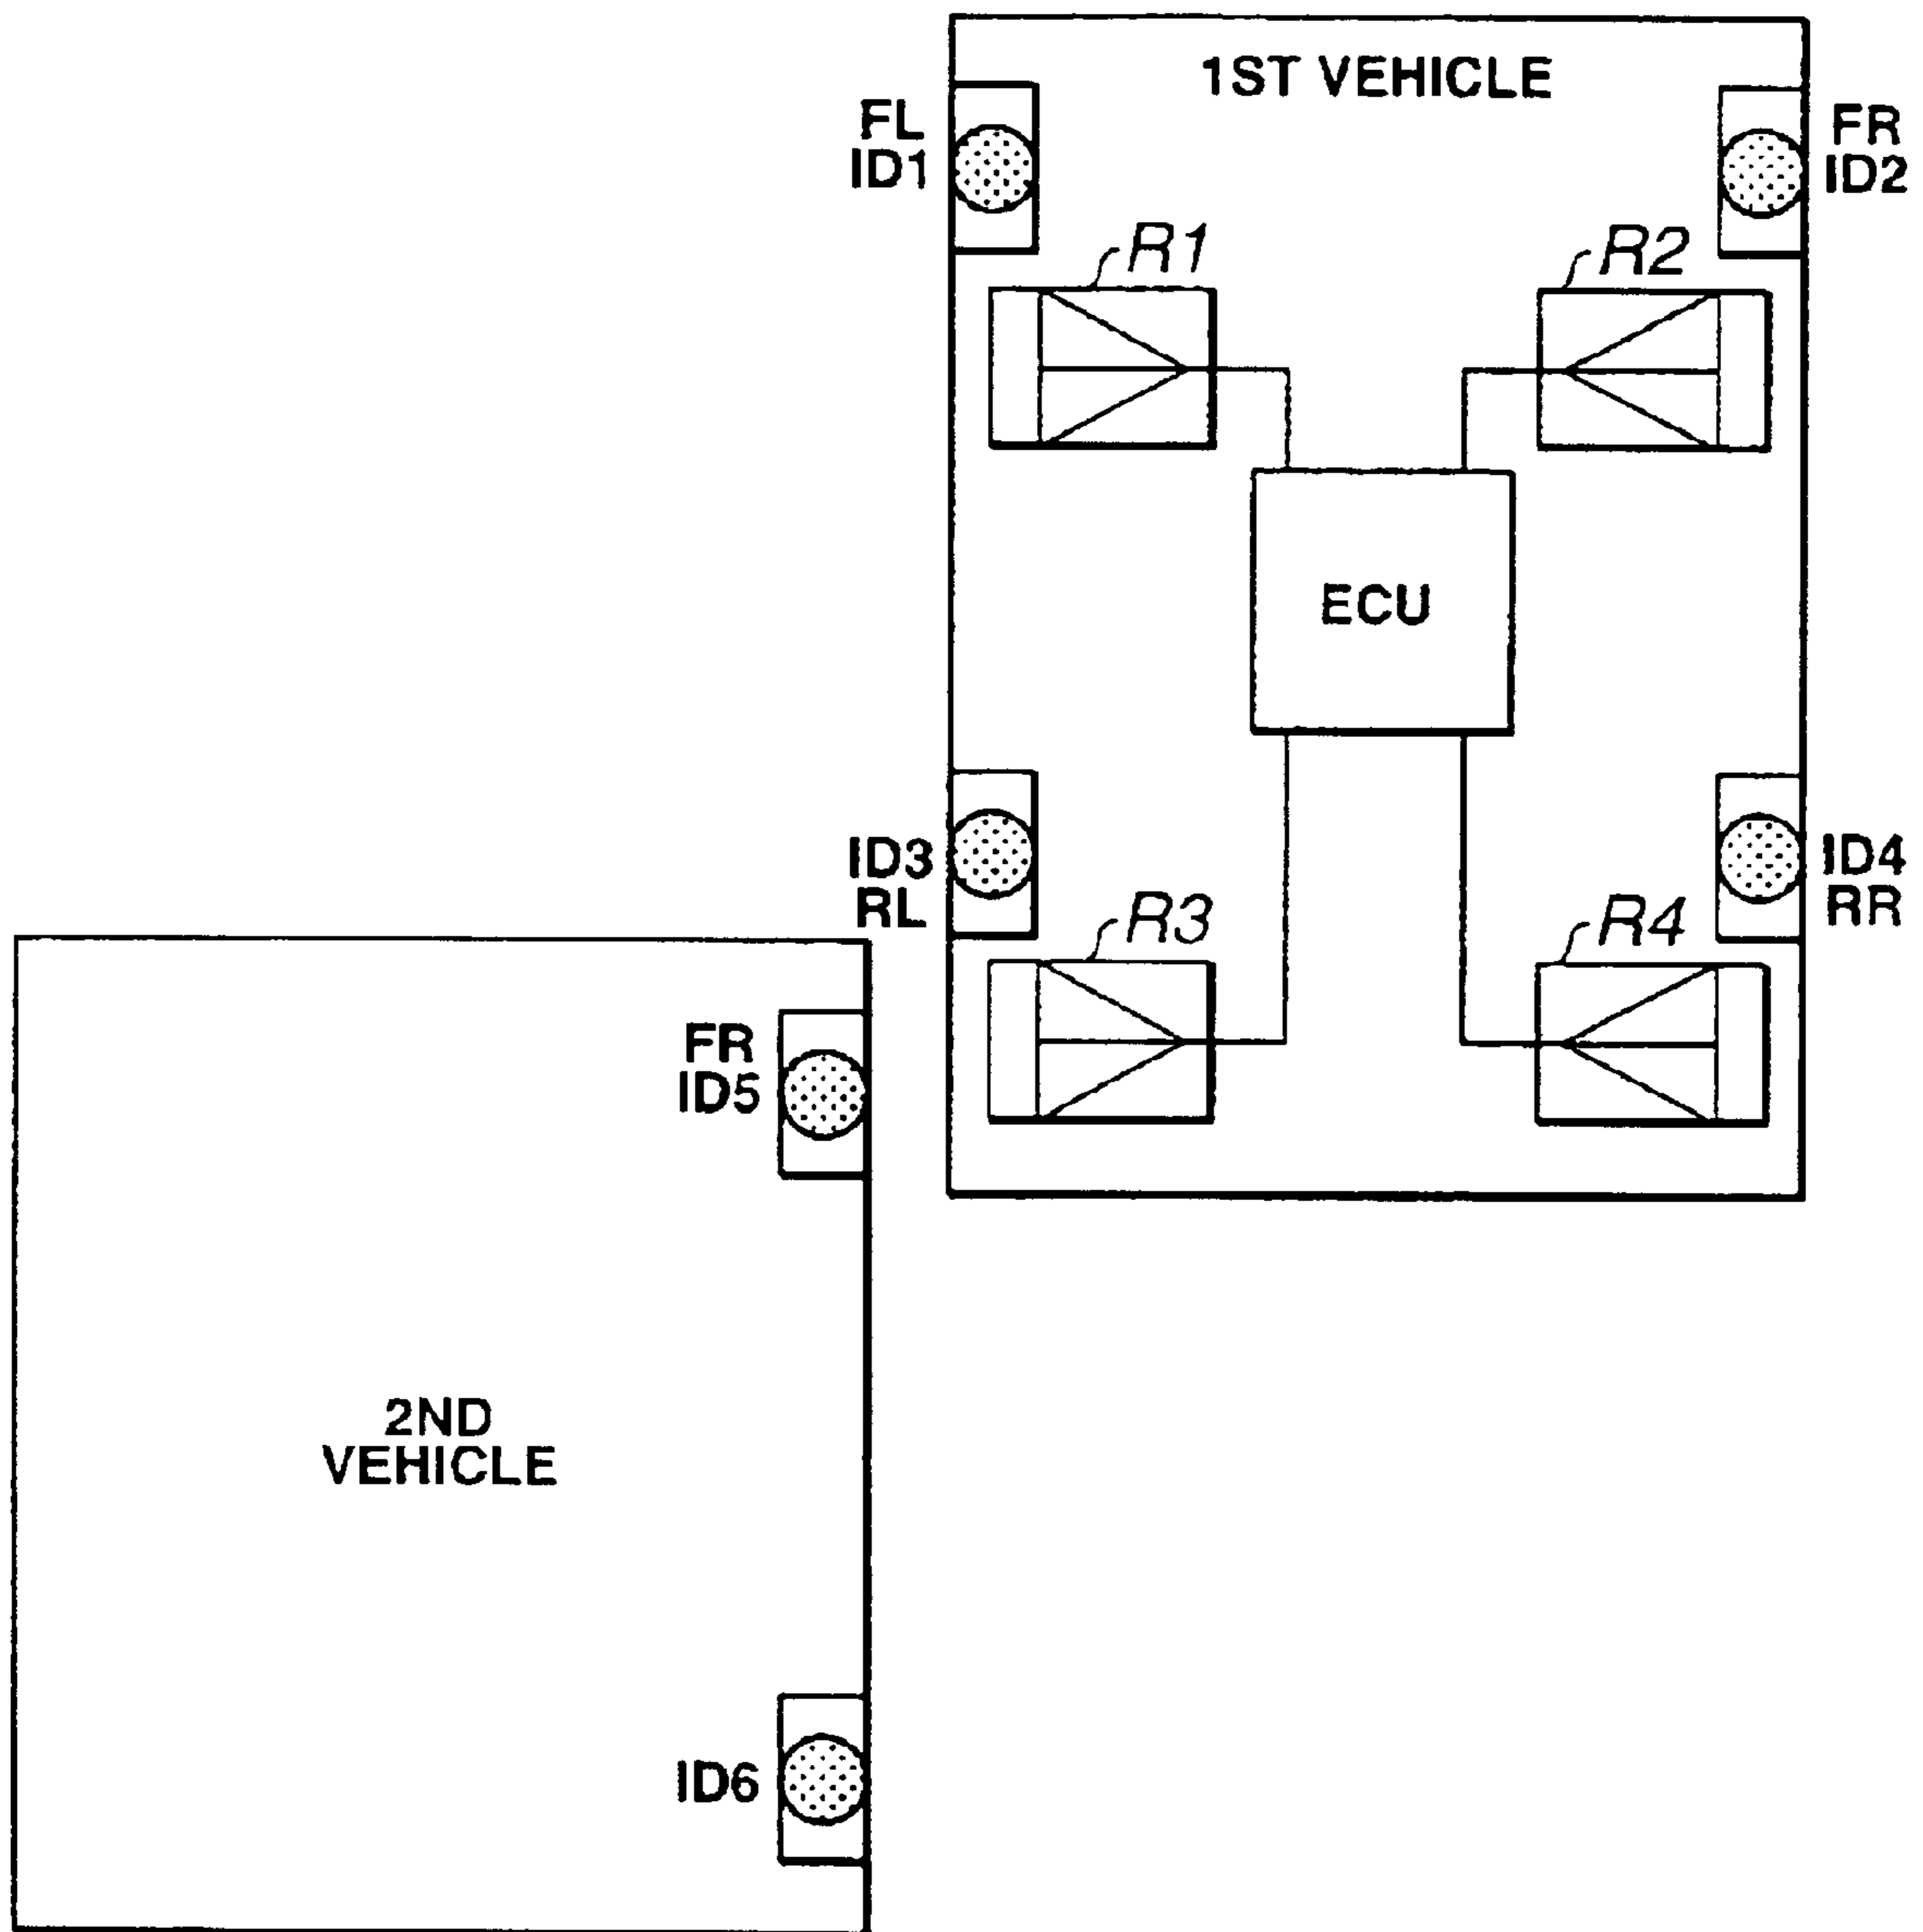 1ST VEHICLE
FL
ID1
FR
ID2
R1
R2
ECU
ID3
RL
ID4
RR
R3
R4
FR
ID5
2ND
VEHICLE
ID6